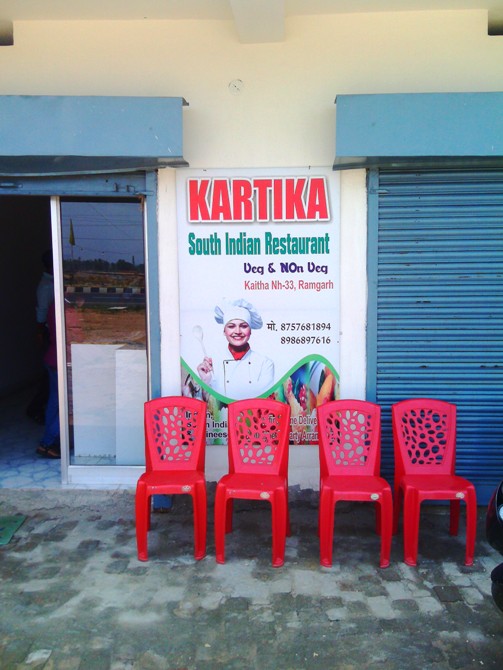 KARTIKA
South Indian Restaurant
Veg & NOn Veg
Kaitha Nh-33, Ramgarh
मो. 8757681894
8986897616